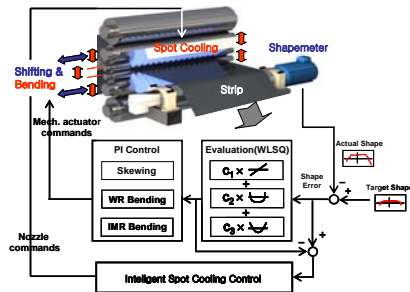 Spot Cooling
Shapemeter
Shifting &
Bending
Strip
Mech. actuator
commands
Actual Shape
PI Control
Evaluation(WLSQ)
Skewing
C1 ×
Shape
Error
+
−
+
Target Shape
WR Bending
C2 ×
+
IMR Bending
C3 ×
+
−
Nozzle
commands
Inteligent Spot Cooling Control